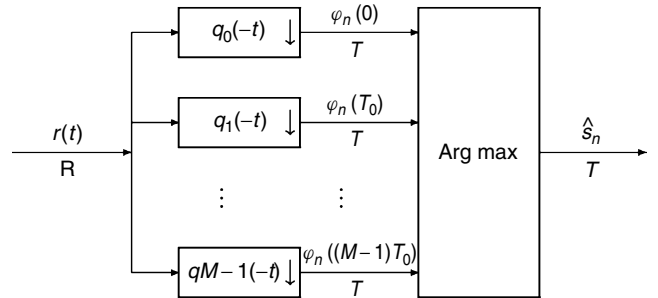 q₀(−t) ↓
φₙ(0)
T
q₁(−t) ↓
φₙ(T₀)
T
r(t)
R
Arg max
ŝₙ
T
⋮ ⋮
qM−1(−t) ↓
φₙ((M−1)T₀)
T